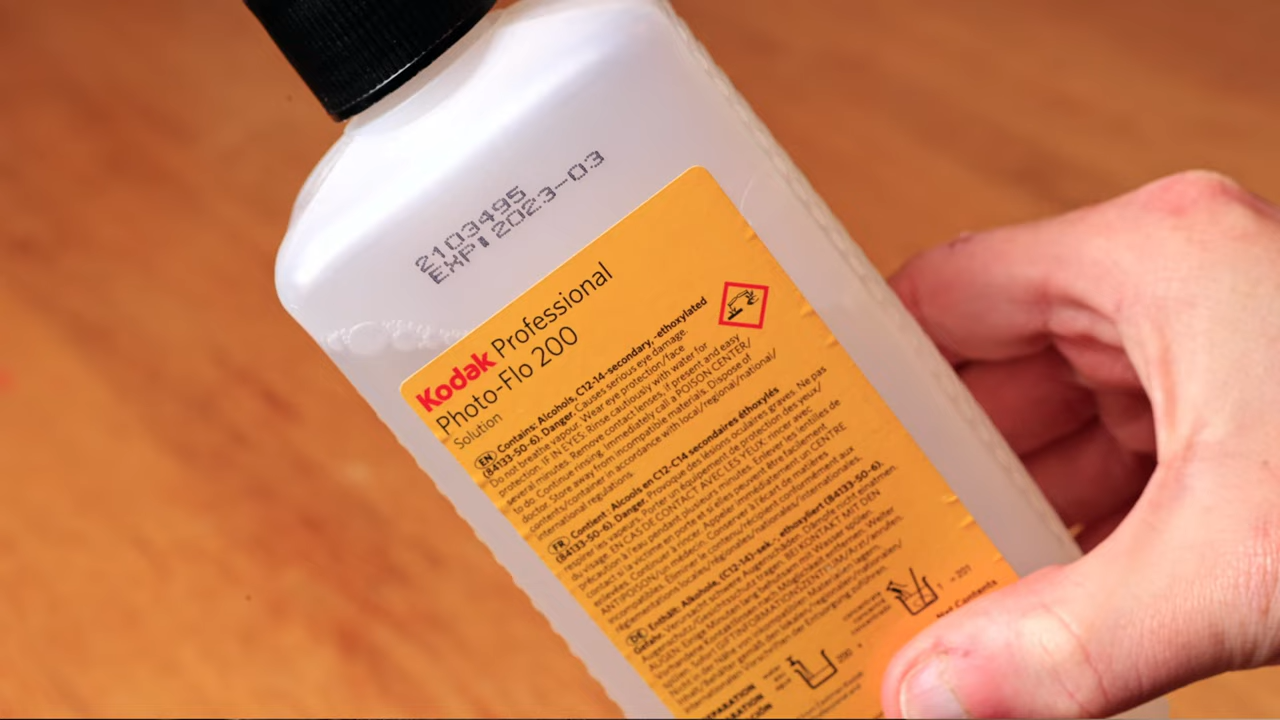 2103495
EXP: 2023-03
Kodak Professional
Photo-Flo 200
Solution
EN Contains: Alcohols, C12-14-secondary, -ethoxylated
(84133-50-6). Danger. Causes serious eye damage.
Do not breathe vapour. Wear eye protection/face
protection. IF IN EYES: Rinse cautiously with water for
several minutes. Remove contact lenses, if present and easy
to do. Continue rinsing. Immediately call a POISON CENTER/
doctor. Store away from incompatible materials. Dispose of
contents/container in accordance with local/regional/national/
international regulations.
FR Contient: Alcools en C12-C14 secondaires éthoxylés
(84133-50-6). Danger. Provoque des lésions oculaires graves. Ne pas
respirer les vapeurs. Porter un équipement de protection des yeux/
du visage. EN CAS DE CONTACT AVEC LES YEUX: rincer avec
précaution à l'eau pendant plusieurs minutes. Enlever les lentilles de
contact si la victime en porte et si elles peuvent être facilement
enlevées. Continuer à rincer. Appeler immédiatement un CENTRE
ANTIPOISON/un médecin. Conserver à l'écart de matières
incompatibles. Éliminer le contenu/récipient conformément aux
réglementations locales/régionales/nationales/internationales.
DE Enthält: Alkohole, (C12-14)-sek.-, ethoxyliert (84133-50-6).
Gefahr. Verursacht schwere Augenschäden. Dampf nicht einatmen.
Augenschutz/Gesichtsschutz tragen. BEI KONTAKT MIT DEN
AUGEN: Einige Minuten lang behutsam mit Wasser spülen.
Vorhandene Kontaktlinsen nach Möglichkeit entfernen. Weiter
spülen. Sofort GIFTINFORMATIONSZENTRUM/Arzt/anrufen.
Nicht in der Nähe von unverträglichen Materialien lagern.
1 =201
Net Contents
200